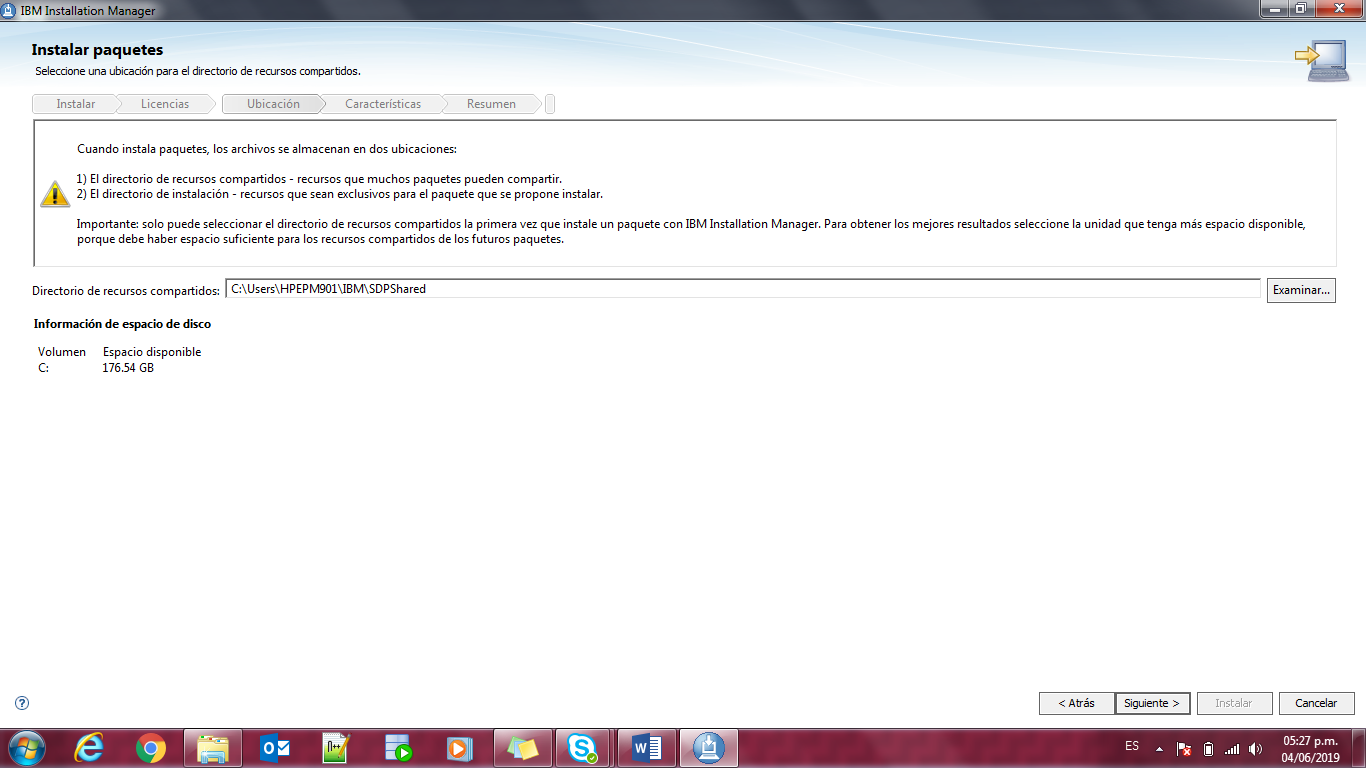 IBM Installation Manager
Instalar paquetes
Seleccione una ubicación para el directorio de recursos compartidos.
Instalar Licencias Ubicación Características Resumen
Cuando instala paquetes, los archivos se almacenan en dos ubicaciones:
1) El directorio de recursos compartidos - recursos que muchos paquetes pueden compartir.
2) El directorio de instalación - recursos que sean exclusivos para el paquete que se propone instalar.
Importante: solo puede seleccionar el directorio de recursos compartidos la primera vez que instale un paquete con IBM Installation Manager. Para obtener los mejores resultados seleccione la unidad que tenga más espacio disponible,
porque debe haber espacio suficiente para los recursos compartidos de los futuros paquetes.
Directorio de recursos compartidos: C:\Users\HPEPM901\IBM\SDPShared Examinar...
Información de espacio de disco
Volumen Espacio disponible
C: 176.54 GB
< Atrás Siguiente > Instalar Cancelar
ES 05:27 p.m.
04/06/2019